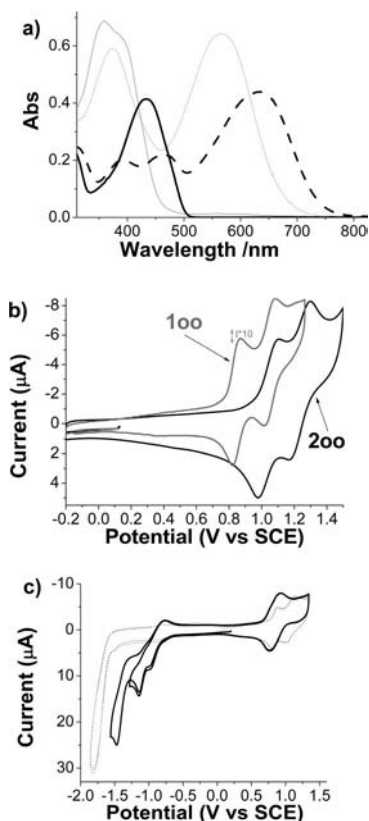 a)
0.6
0.4
0.2
0.0
Abs
400 500 600 700 800
Wavelength /nm
b)
-8
-6
-4
-2
0
2
4
Current (μA)
1oo
2oo
-0.2 0.0 0.2 0.4 0.6 0.8 1.0 1.2 1.4
Potential (V vs SCE)
c)
-10
0
10
20
30
Current (μA)
-2.0 -1.5 -1.0 -0.5 0.0 0.5 1.0 1.5
Potential (V vs SCE)